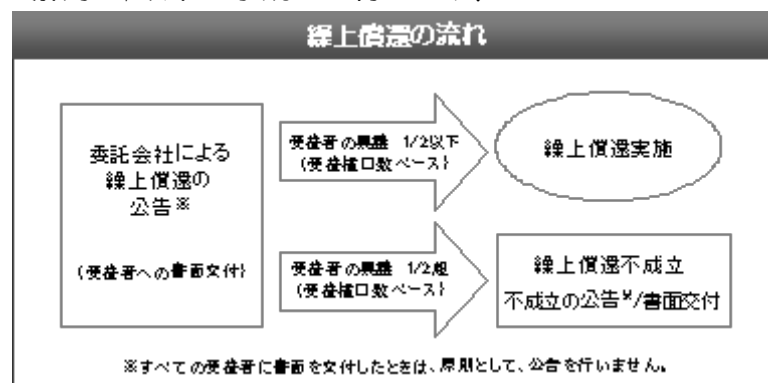 繰上償還の流れ
委託会社による
繰上償還の
公告※
(受益者への書面交付)
受益者の異議 1/2以下
(受益権口数ベース)
繰上償還実施
受益者の異議 1/2超
(受益権口数ベース)
繰上償還不成立
不成立の公告※/書面交付
※すべての受益者に書面を交付したときは、原則として、公告を行いません。